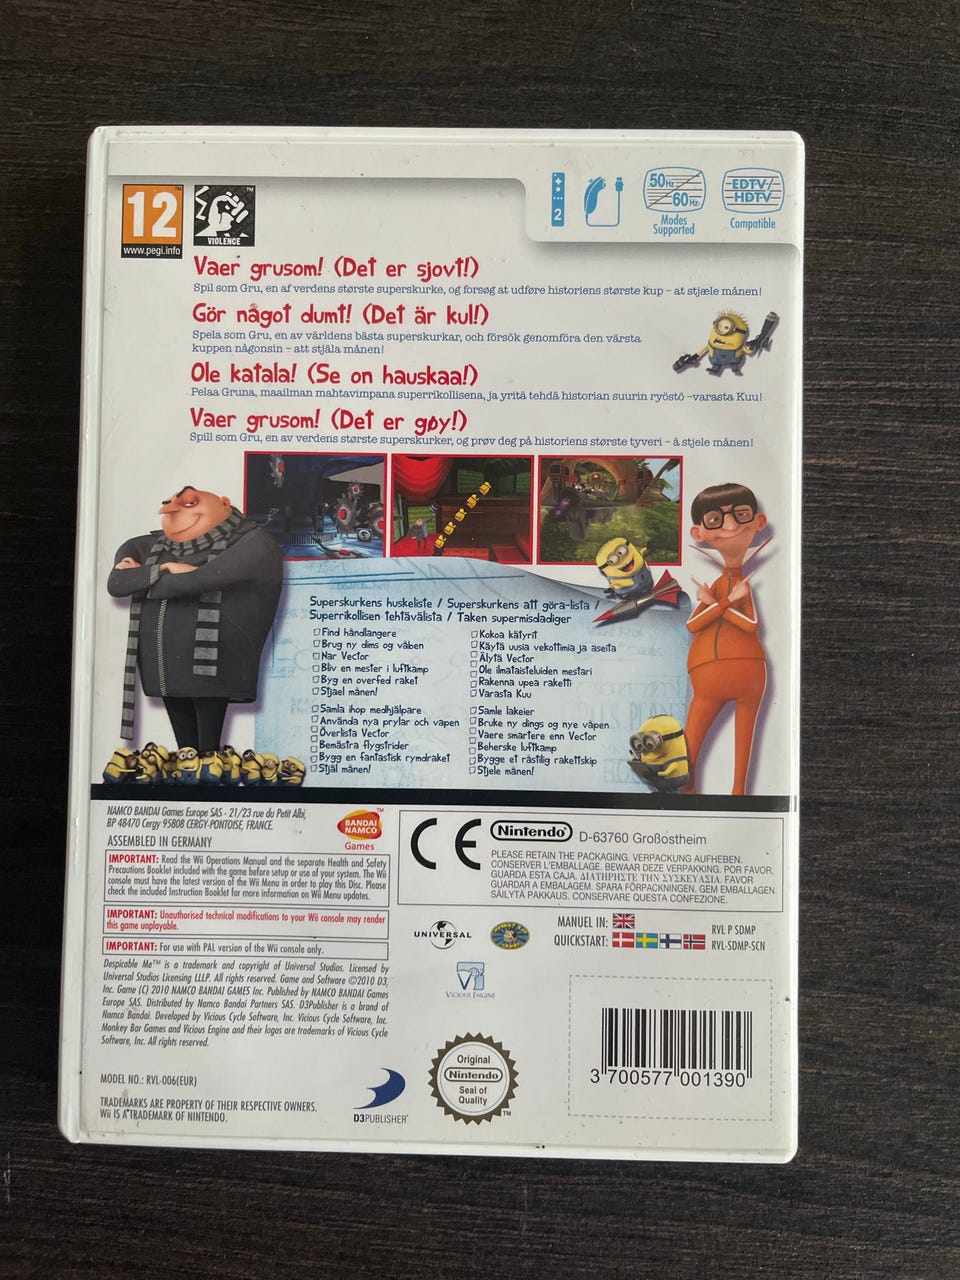 12
www.pegi.info
VIOLENCE
2
50Hz
60Hz
Modes
Supported
EDTV/
HDTV
Compatible
Vaer grusom! (Det er sjovt!)
Spil som Gru, en af verdens største superskurke, og forsøg at udføre historiens største kup – at stjæle månen!
Gör något dumt! (Det är kul!)
Spela som Gru, en av världens bästa superskurkar, och försök genomföra den värsta
kuppen någonsin – att stjäla månen!
Ole katala! (Se on hauskaa!)
Pelaa Gruna, maailman mahtavimpana superrikollisena, ja yritä tehdä historian suurin ryöstö –varasta Kuu!
Vaer grusom! (Det er gøy!)
Spill som Gru, en av verdens største superskurker, og prøv deg på historiens største tyveri – å stjele månen!
Superskurkens huskeliste / Superskurkens att göra-lista /
Superrikollisen tehtävälista / Taken supermisdadiger
Find håndlangere
Brug ny dims og våben
Nar Vector
Bliv en mester i luftkamp
Byg en overfed raket
Stjael månen!
Kokoa kätyrit
Käytä uusia vekottimia ja aseita
Älytä Vector
Ole ilmataisteluiden mestari
Rakenna upea raketti
Varasta Kuu
Samla ihop medhjälpare
Använda nya prylar och vapen
Överlista Vector
Bemästra flygstrider
Bygg en fantastisk rymdraket
Stjäl månen!
Samle lakeier
Bruke ny dings og nye våpen
Vaere smartere enn Vector
Beherske luftkamp
Bygge et råstilig rakettskip
Stjele månen!
NAMCO BANDAI Games Europe SAS - 21/23 rue du Petit Albi,
BP 48470 Cergy 95808 CERGY-PONTOISE, FRANCE.
ASSEMBLED IN GERMANY
BANDAI
NAMCO
Games
IMPORTANT: Read the Wii Operations Manual and the separate Health and Safety
Precautions Booklet included with the game before setup or use of your system. The Wii
console must have the latest version of the Wii Menu in order to play this Disc. Please
check the included Instruction Booklet for more information on Wii Menu updates.
IMPORTANT: Unauthorised technical modifications to your Wii console may render
this game unplayable.
IMPORTANT: For use with PAL version of the Wii console only.
Despicable Me™ is a trademark and copyright of Universal Studios. Licensed by
Universal Studios Licensing LLLP. All rights reserved. Game and Software ©2010 D3,
Inc. Game (C) 2010 NAMCO BANDAI GAMES INC. Published by NAMCO BANDAI Games
Europe SAS. Distributed by Namco Bandai Partners SAS. D3Publisher is a brand of
Namco Bandai. Developed by Vicious Cycle Software, Inc. Vicious Cycle Software, Inc.
Monkey Bar Games and Vicious Engine and their logos are trademarks of Vicious Cycle
Software, Inc. All rights reserved.
MODEL NO.: RVL-006(EUR)
TRADEMARKS ARE PROPERTY OF THEIR RESPECTIVE OWNERS.
Wii IS A TRADEMARK OF NINTENDO.
CE
Nintendo
D-63760 Großostheim
PLEASE RETAIN THE PACKAGING. VERPACKUNG AUFHEBEN.
CONSERVER L'EMBALLAGE. BEWAAR DEZE VERPAKKING. POR FAVOR,
GUARDA ESTA CAJA. ΔΙΑΤΗΡΗΣΤΕ ΤΗΝ ΣΥΣΚΕΥΑΣΙΑ. FAVOR
GUARDAR A EMBALAGEM. SPARA FÖRPACKNINGEN. GEM EMBALLAGEN.
SÄILYTÄ PAKKAUS. CONSERVARE QUESTA CONFEZIONE.
UNIVERSAL
MANUEL IN:
QUICKSTART:
RVL P SDMP
RVL-SDMP-SCN
VICIOUS ENGINE
D3PUBLISHER
Original
Nintendo
Seal of
Quality
3 700577 001390